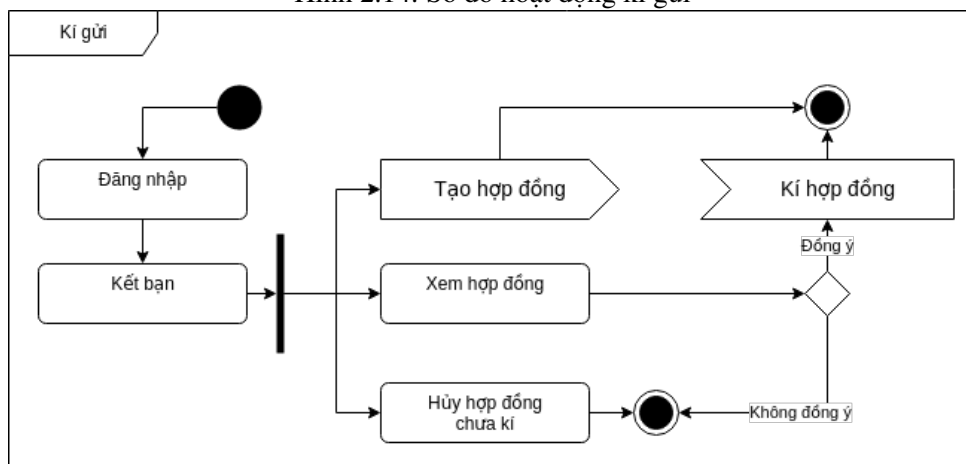 Hình 2.14: Sơ đồ hoạt động kí gửi
Kí gửi
Đăng nhập
Kết bạn
Tạo hợp đồng
Kí hợp đồng
Đồng ý
Xem hợp đồng
Hủy hợp đồng
chưa kí
Không đồng ý